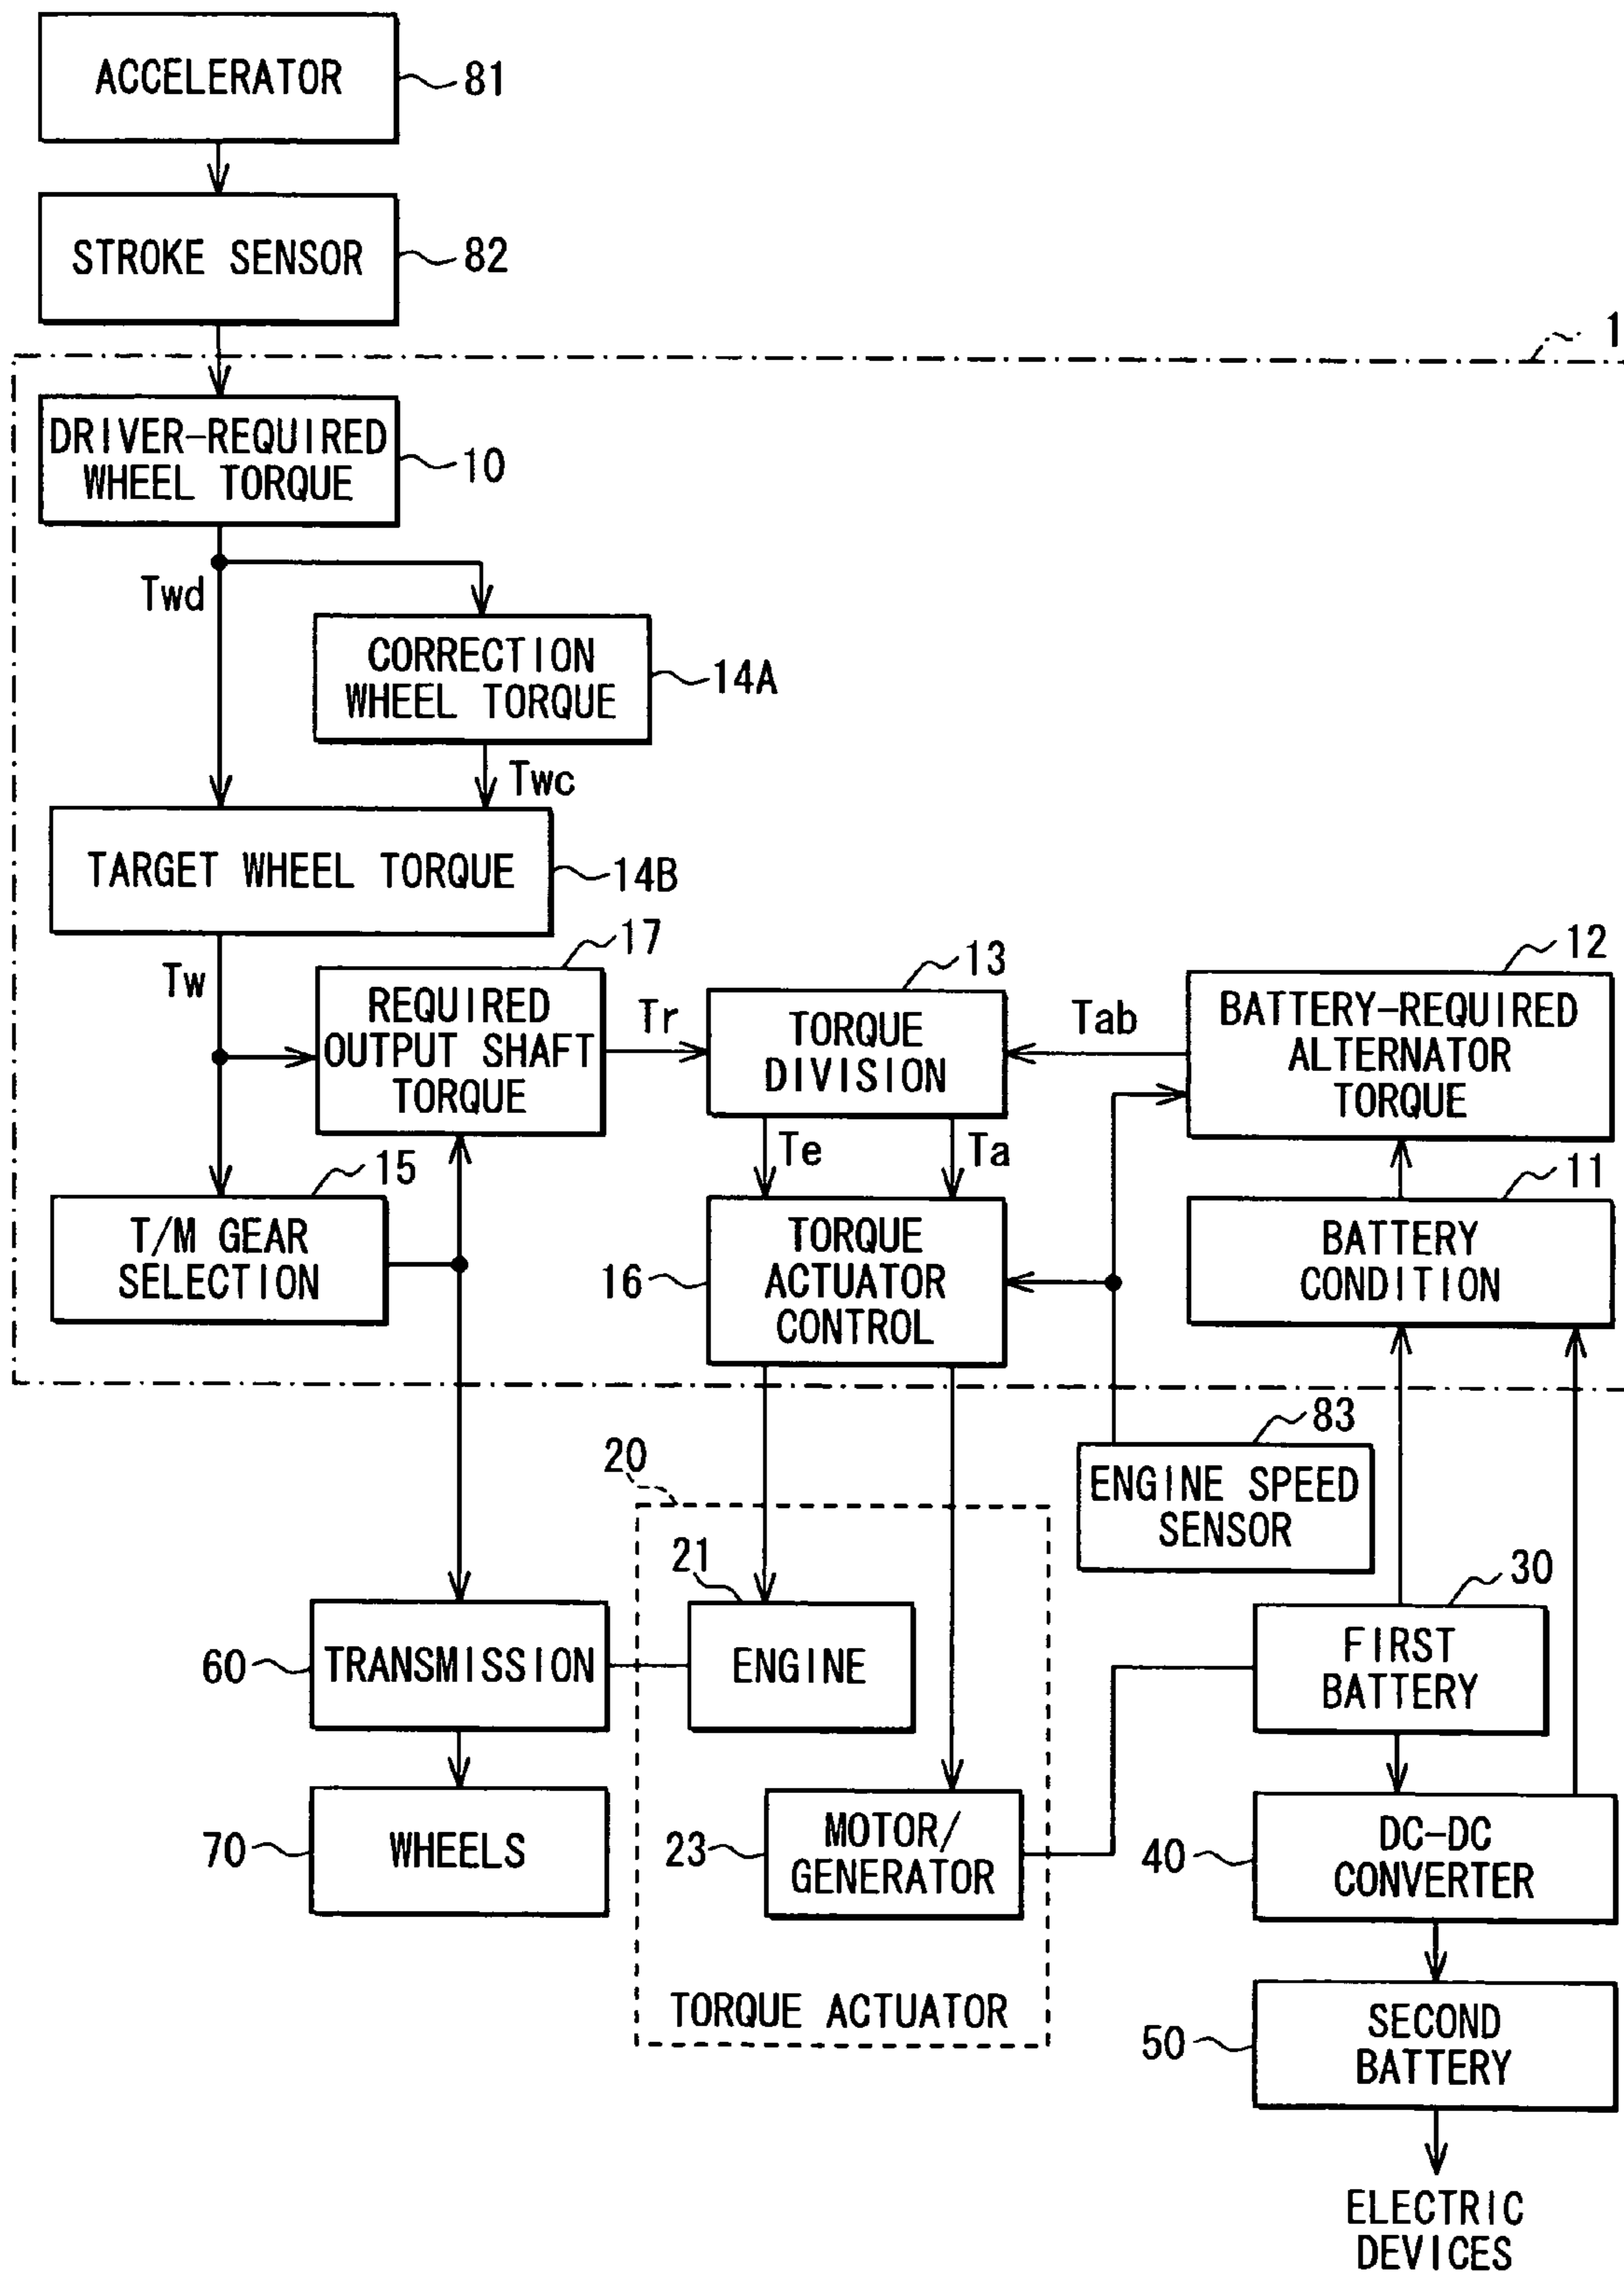 ACCELERATOR
81
STROKE SENSOR
82
1
DRIVER-REQUIRED
WHEEL TORQUE
10
Twd
CORRECTION
WHEEL TORQUE
14A
Twc
TARGET WHEEL TORQUE
14B
Tw
17
REQUIRED
OUTPUT SHAFT
TORQUE
Tr
13
TORQUE
DIVISION
Tab
12
BATTERY-REQUIRED
ALTERNATOR
TORQUE
Te
Ta
15
T/M GEAR
SELECTION
16
TORQUE
ACTUATOR
CONTROL
11
BATTERY
CONDITION
83
ENGINE SPEED
SENSOR
20
21
ENGINE
60
TRANSMISSION
30
FIRST
BATTERY
70
WHEELS
23
MOTOR/
GENERATOR
40
DC-DC
CONVERTER
TORQUE ACTUATOR
50
SECOND
BATTERY
ELECTRIC
DEVICES